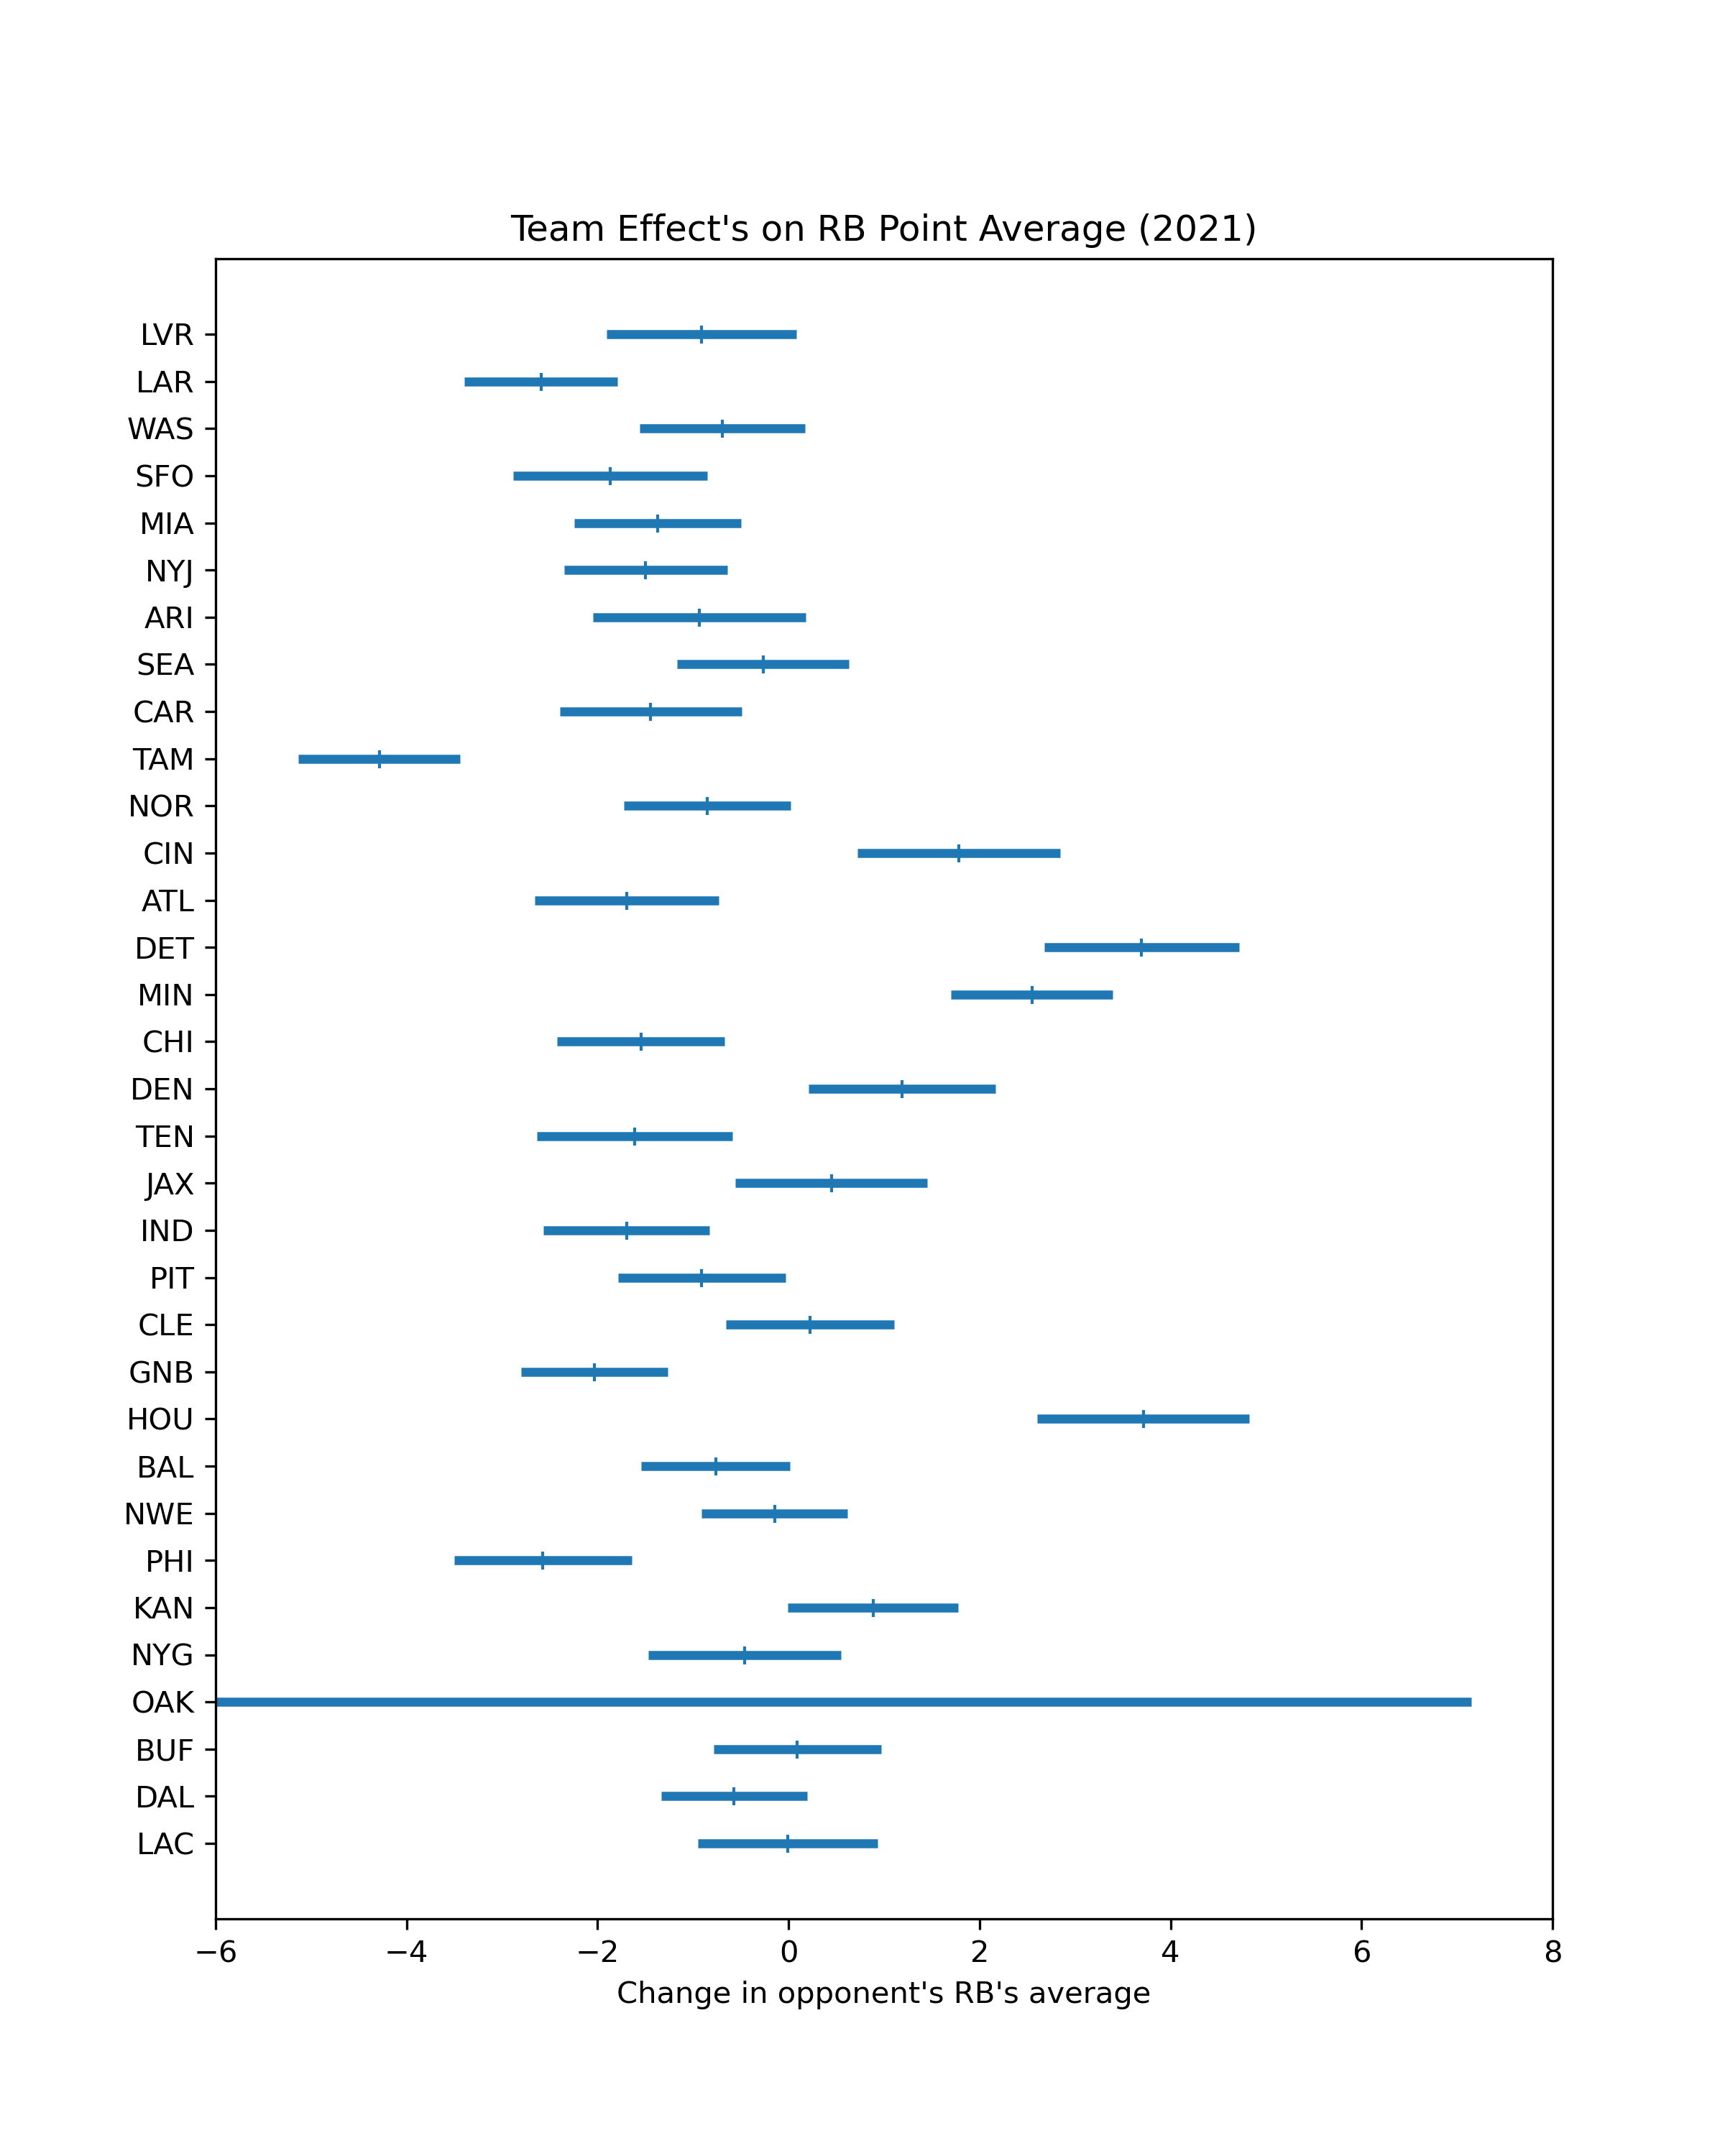 Team Effect's on RB Point Average (2021)
LVR
LAR
WAS
SFO
MIA
NYJ
ARI
SEA
CAR
TAM
NOR
CIN
ATL
DET
MIN
CHI
DEN
TEN
JAX
IND
PIT
CLE
GNB
HOU
BAL
NWE
PHI
KAN
NYG
OAK
BUF
DAL
LAC
−6 −4 −2 0 2 4 6 8
Change in opponent's RB's average